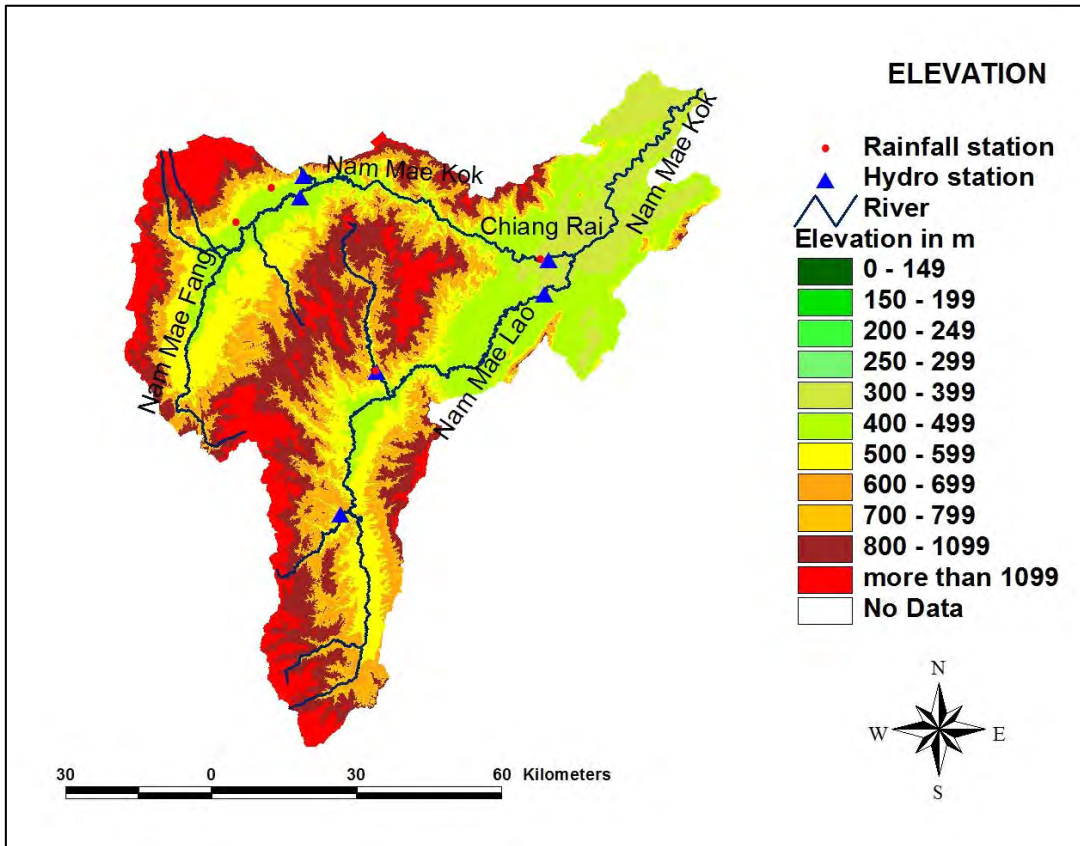 ELEVATION
Rainfall station
Hydro station
River
Elevation in m
0 - 149
150 - 199
200 - 249
250 - 299
300 - 399
400 - 499
500 - 599
600 - 699
700 - 799
800 - 1099
more than 1099
No Data
Nam Mae Kok
Nam Mae Kok
Chiang Rai
Nam Mae Fang
Nam Mae Lao
N
W E
S
30 0 30 60 Kilometers